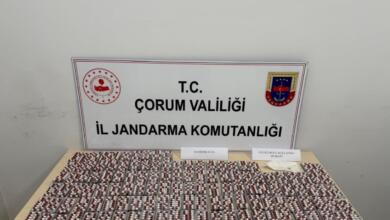 T.C.
ÇORUM VALİLİĞİ
İL JANDARMA KOMUTANLIĞI